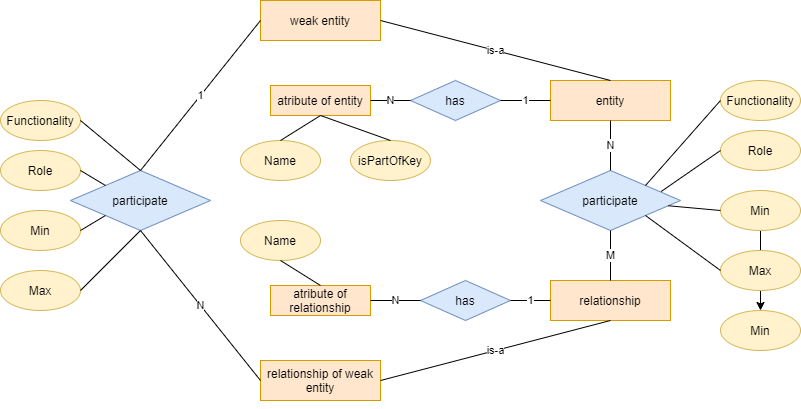 weak entity
is-a
1
Functionality
Role
Min
Max
participate
N
atribute of entity
N
has
1
entity
Name
isPartOfKey
N
participate
Functionality
Role
Min
Max
Min
M
Name
atribute of
relationship
N
has
1
relationship
is-a
relationship of weak
entity